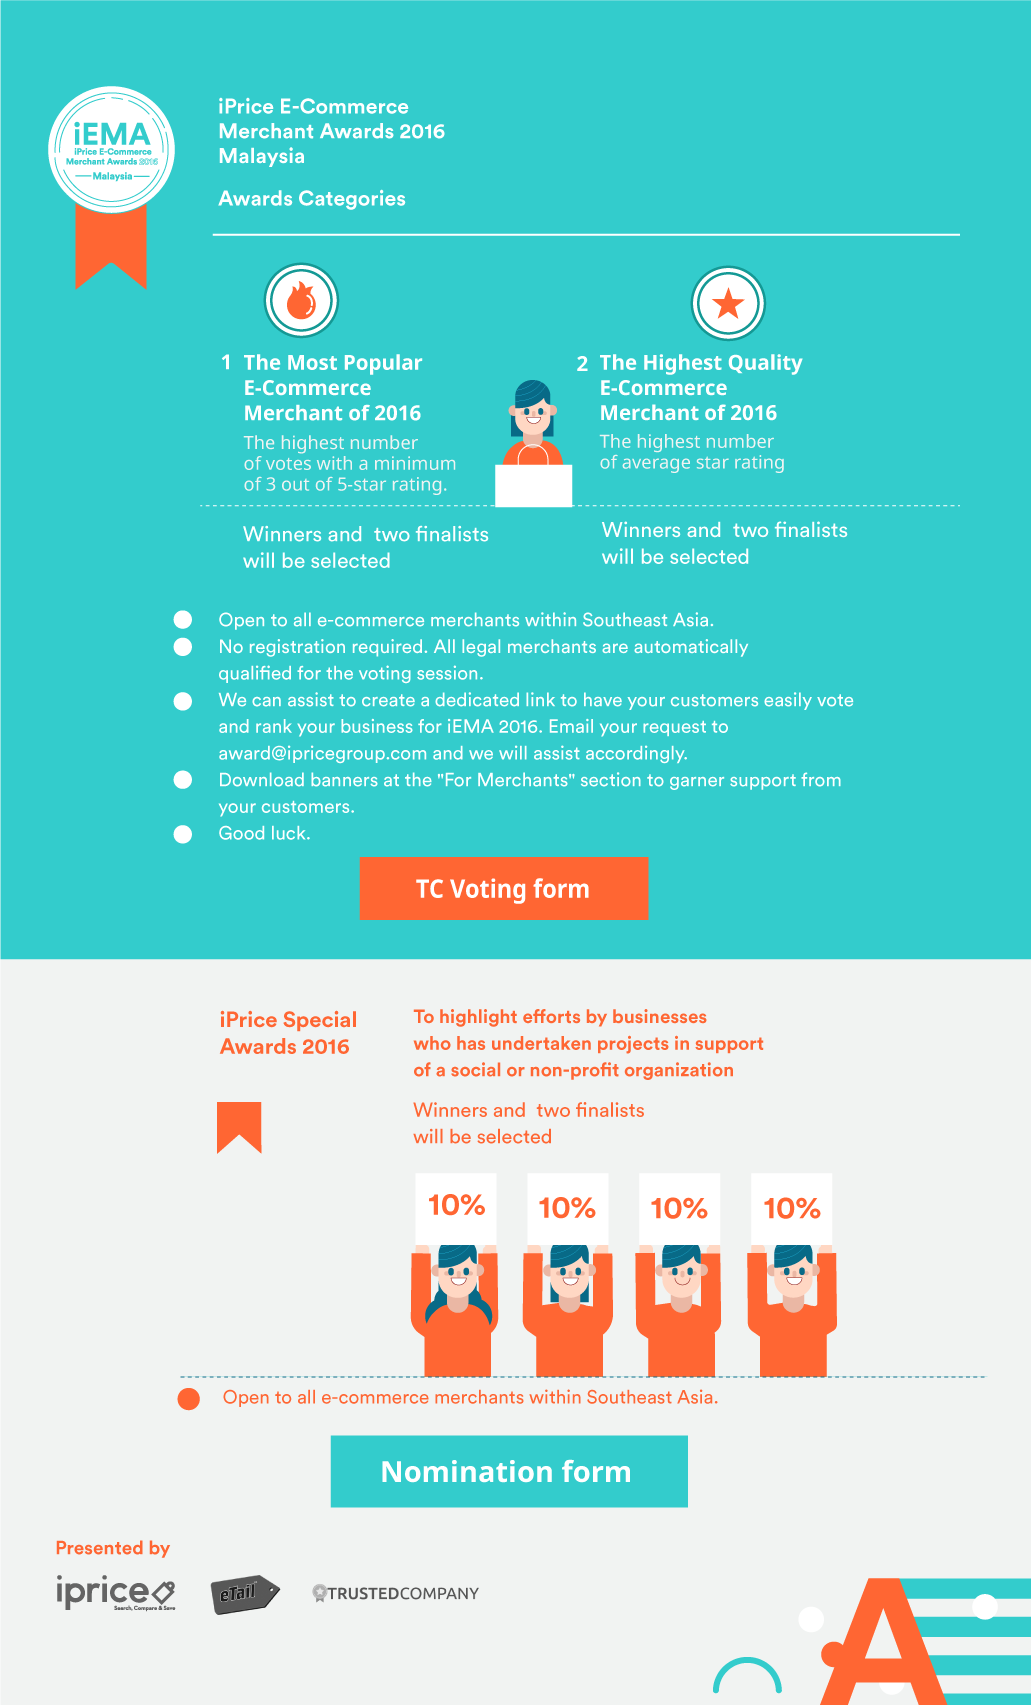 iEMA
iPrice E-Commerce
Merchant Awards 2016
Malaysia
iPrice E-Commerce
Merchant Awards 2016
Malaysia
Awards Categories
1 The Most Popular
E-Commerce
Merchant of 2016
The highest number
of votes with a minimum
of 3 out of 5-star rating.
Winners and two finalists
will be selected
2 The Highest Quality
E-Commerce
Merchant of 2016
The highest number
of average star rating
Winners and two finalists
will be selected
Open to all e-commerce merchants within Southeast Asia.
No registration required. All legal merchants are automatically
qualified for the voting session.
We can assist to create a dedicated link to have your customers easily vote
and rank your business for iEMA 2016. Email your request to
award@ipricegroup.com and we will assist accordingly.
Download banners at the "For Merchants" section to garner support from
your customers.
Good luck.
TC Voting form
iPrice Special
Awards 2016
To highlight efforts by businesses
who has undertaken projects in support
of a social or non-profit organization
Winners and two finalists
will be selected
10% 10% 10% 10%
Open to all e-commerce merchants within Southeast Asia.
Nomination form
Presented by
iprice
Search, Compare & Save
eTail
TRUSTEDCOMPANY
A